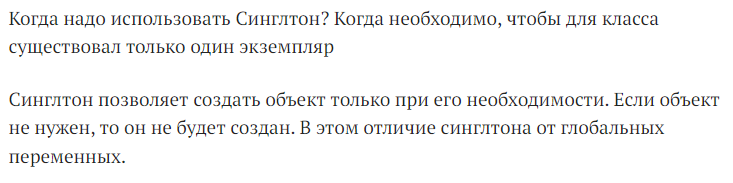 Когда надо использовать Синглтон? Когда необходимо, чтобы для класса
существовал только один экземпляр
Синглтон позволяет создать объект только при его необходимости. Если объект
не нужен, то он не будет создан. В этом отличие синглтона от глобальных
переменных.